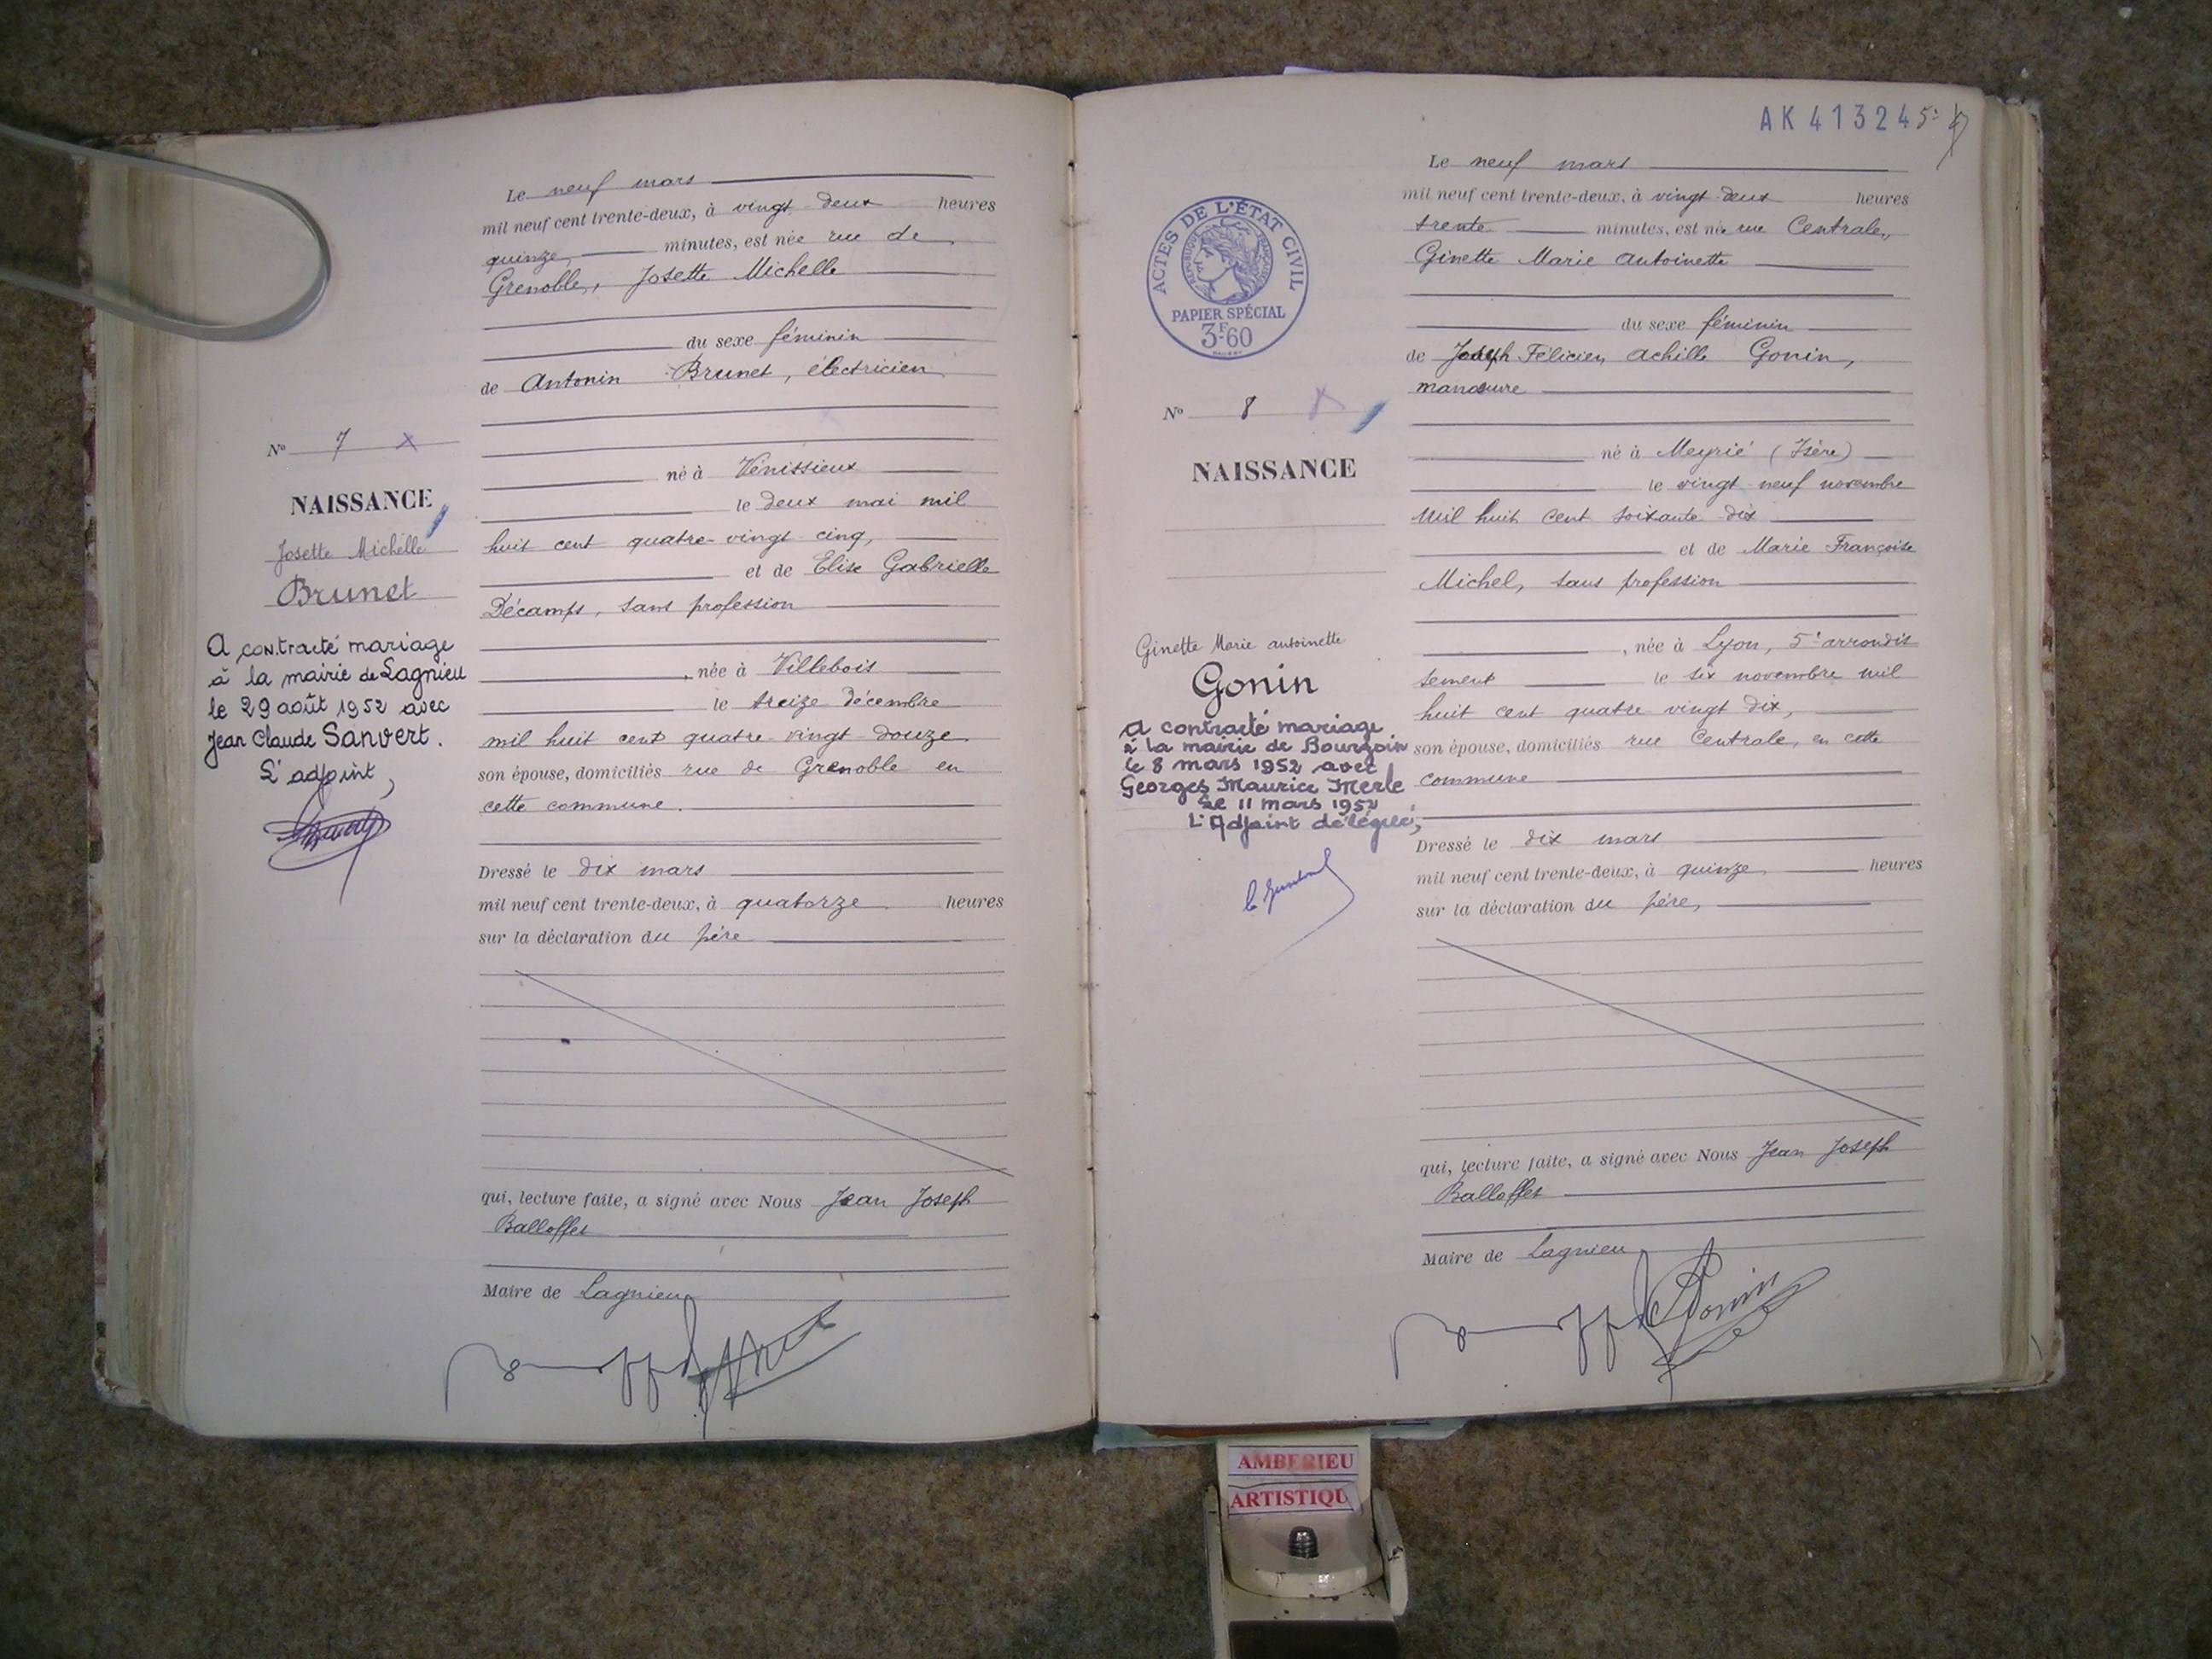 Le neuf mars
mil neuf cent trente-deux, à vingt-deux heures
quinze, minutes, est née rue de
Grenoble, Josette Michelle
du sexe féminin
de Antonin Brunet, électricien
né à Vénissieux
le deux mai mil
huit cent quatre-vingt cinq,
et de Elise Gabrielle
Décamps, sans profession
, née à Villebois
le treize décembre
mil huit cent quatre-vingt-douze
son épouse, domiciliés rue de Grenoble en
cette commune.
Dressé le dix mars
mil neuf cent trente-deux, à quatorze heures
sur la déclaration du père
qui, lecture faite, a signé avec Nous Jean Joseph
Balloffet
Maire de Lagnieu
No 7
NAISSANCE
Josette Michelle
Brunet
A contracté mariage
à la mairie de Lagnieu
le 29 août 1952 avec
Jean Claude Sanvert.
L'adjoint,
AK 41324
Le neuf mars
mil neuf cent trente-deux, à vingt-deux heures
trente minutes, est née rue Centrale,
Ginette Marie Antoinette
du sexe féminin
de Joseph Félicien Achille Gonin,
né à Meyrié (Isère)
le vingt-neuf novembre
mil huit cent soixante-dix
et de Marie Françoise
Michel, sans profession
, née à Lyon, 5e arrondis
sement le six novembre mil
huit cent quatre vingt dix,
son épouse, domiciliés rue Centrale, en cette
commune
Dressé le dix mars
mil neuf cent trente-deux, à quinze heures
sur la déclaration du père,
qui, lecture faite, a signé avec Nous Jean Joseph
Balloffet
Maire de Lagnieu
Gonin
ACTES DE L'ÉTAT CIVIL
RÉPUBLIQUE FRANÇAISE
PAPIER SPÉCIAL
3F60
No 8
NAISSANCE
Ginette Marie antoinette
Gonin
A contracté mariage
à la mairie de Bourgoin
le 8 mars 1952 avec
Georges Maurice Merle
Le 11 mars 1952
L'Adjoint délégué,
AMBERIEU
ARTISTIQU